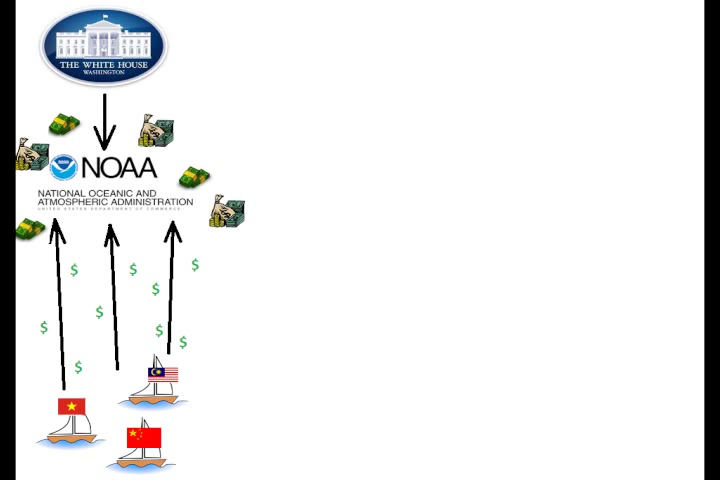 THE WHITE HOUSE
WASHINGTON
NOAA
NATIONAL OCEANIC AND
ATMOSPHERIC ADMINISTRATION
UNITED STATES DEPARTMENT OF COMMERCE
$
$
$
$
$
$
$
$
$